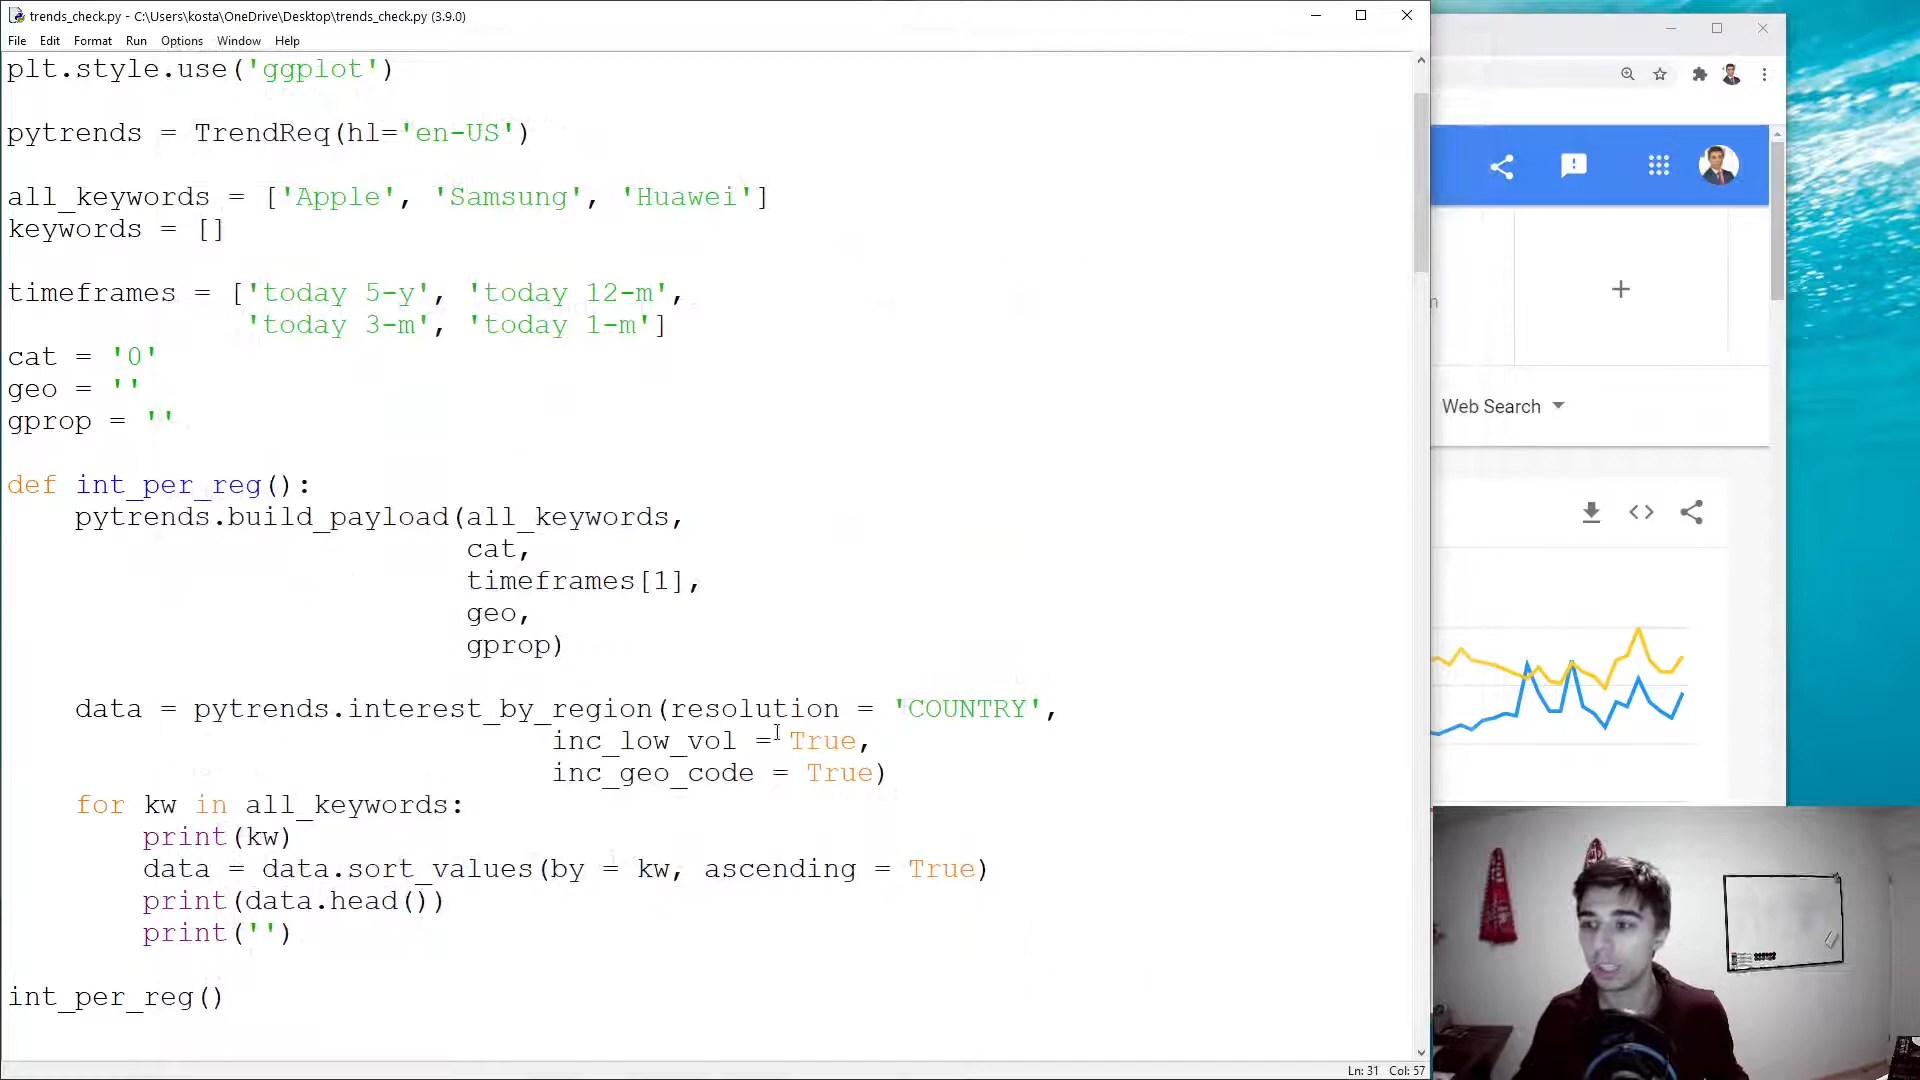 trends_check.py - C:\Users\kosta\OneDrive\Desktop\trends_check.py (3.9.0)
File Edit Format Run Options Window Help
plt.style.use('ggplot')
pytrends = TrendReq(hl='en-US')
all_keywords = ['Apple', 'Samsung', 'Huawei']
keywords = []
timeframes = ['today 5-y', 'today 12-m',
'today 3-m', 'today 1-m']
cat = '0'
geo = ''
gprop = ''
def int_per_reg():
pytrends.build_payload(all_keywords,
cat,
timeframes[1],
geo,
gprop)
data = pytrends.interest_by_region(resolution = 'COUNTRY',
inc_low_vol = True,
inc_geo_code = True)
for kw in all_keywords:
print(kw)
data = data.sort_values(by = kw, ascending = True)
print(data.head())
print('')
int_per_reg()
Ln: 31 Col: 57
Web Search